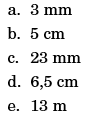 a. 3 mm
b. 5 cm
c. 23 mm
d. 6,5 cm
e. 13 m